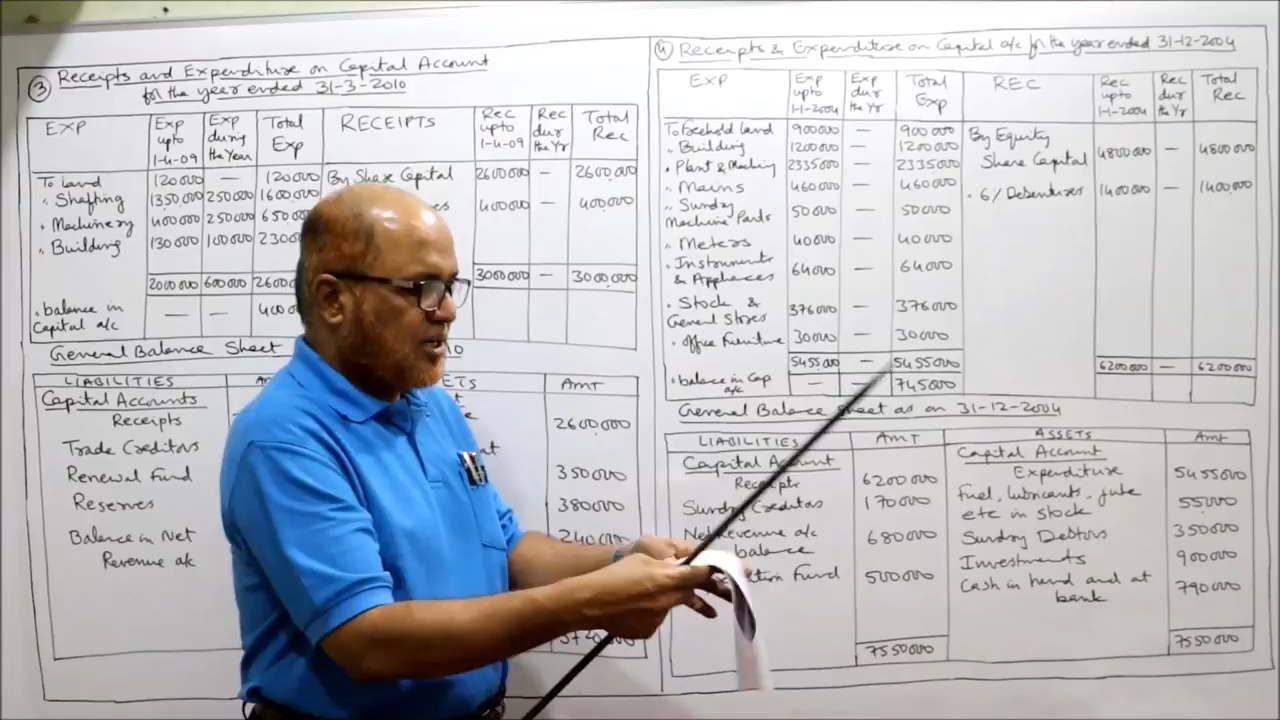 ③ Receipts and Expenditure on Capital Account
for the year ended 31-3-2010
EXP
Exp upto 1-4-09
Exp during the Year
Total Exp
RECEIPTS
Rec upto 1-4-09
Rec dur the Yr
Total Rec
To land 120000 — 120000 By Share Capital 2600000 — 2600000
" Shafting 1350000 250000 1600000
400000 — 400000
" Machinery 400000 250000 650
" Building 130000 100000 2300
2000000 600000 2600 3000000 — 3000000
• balance in Capital a/c — — 400
General Balance Sheet
LIABILITIES
Amt
Capital Accounts
Receipts 2600000
Trade Creditors
Renewal Fund 350000
Reserves 380000
Balance in Net 240000
Revenue a/c
④ Receipts & Expenditure on Capital a/c for the year ended 31-12-2004
EXP
Exp upto 1-1-2004
Exp dur the Yr
Total Exp
REC
Rec upto 1-1-2004
Rec dur the Yr
Total Rec
To Feehold land 900000 — 900000 By Equity
" Building 1200000 — 1200000 Share Capital 4800000 — 4800000
• Plant & Maching 2335000 — 2335000
" Mains 460000 — 460000 • 6% Debentures 1400000 — 1400000
" Sundry Machine Parts 50000 — 50000
" Meters 40000 — 40000
• Instruments & Appliances 64000 — 64000
• Stock & General Stores 376000 — 376000
• office Furniture 30000 — 30000
5455000 — 5455000 6200000 — 6200000
• balance in Cap a/c — — 745000
General Balance sheet as on 31-12-2004
LIABILITIES AMT ASSETS Amt
Capital Account Capital Account
Receipts 6200000 Expenditure 5455000
Sundry Creditors 170000 Fuel, lubricants, jute etc in stock 55000
Net Revenue a/c balance 680000 Sundry Debtors 350000
Fund 500000 Investments 900000
Cash in hand and at bank 790000
7550000 7550000